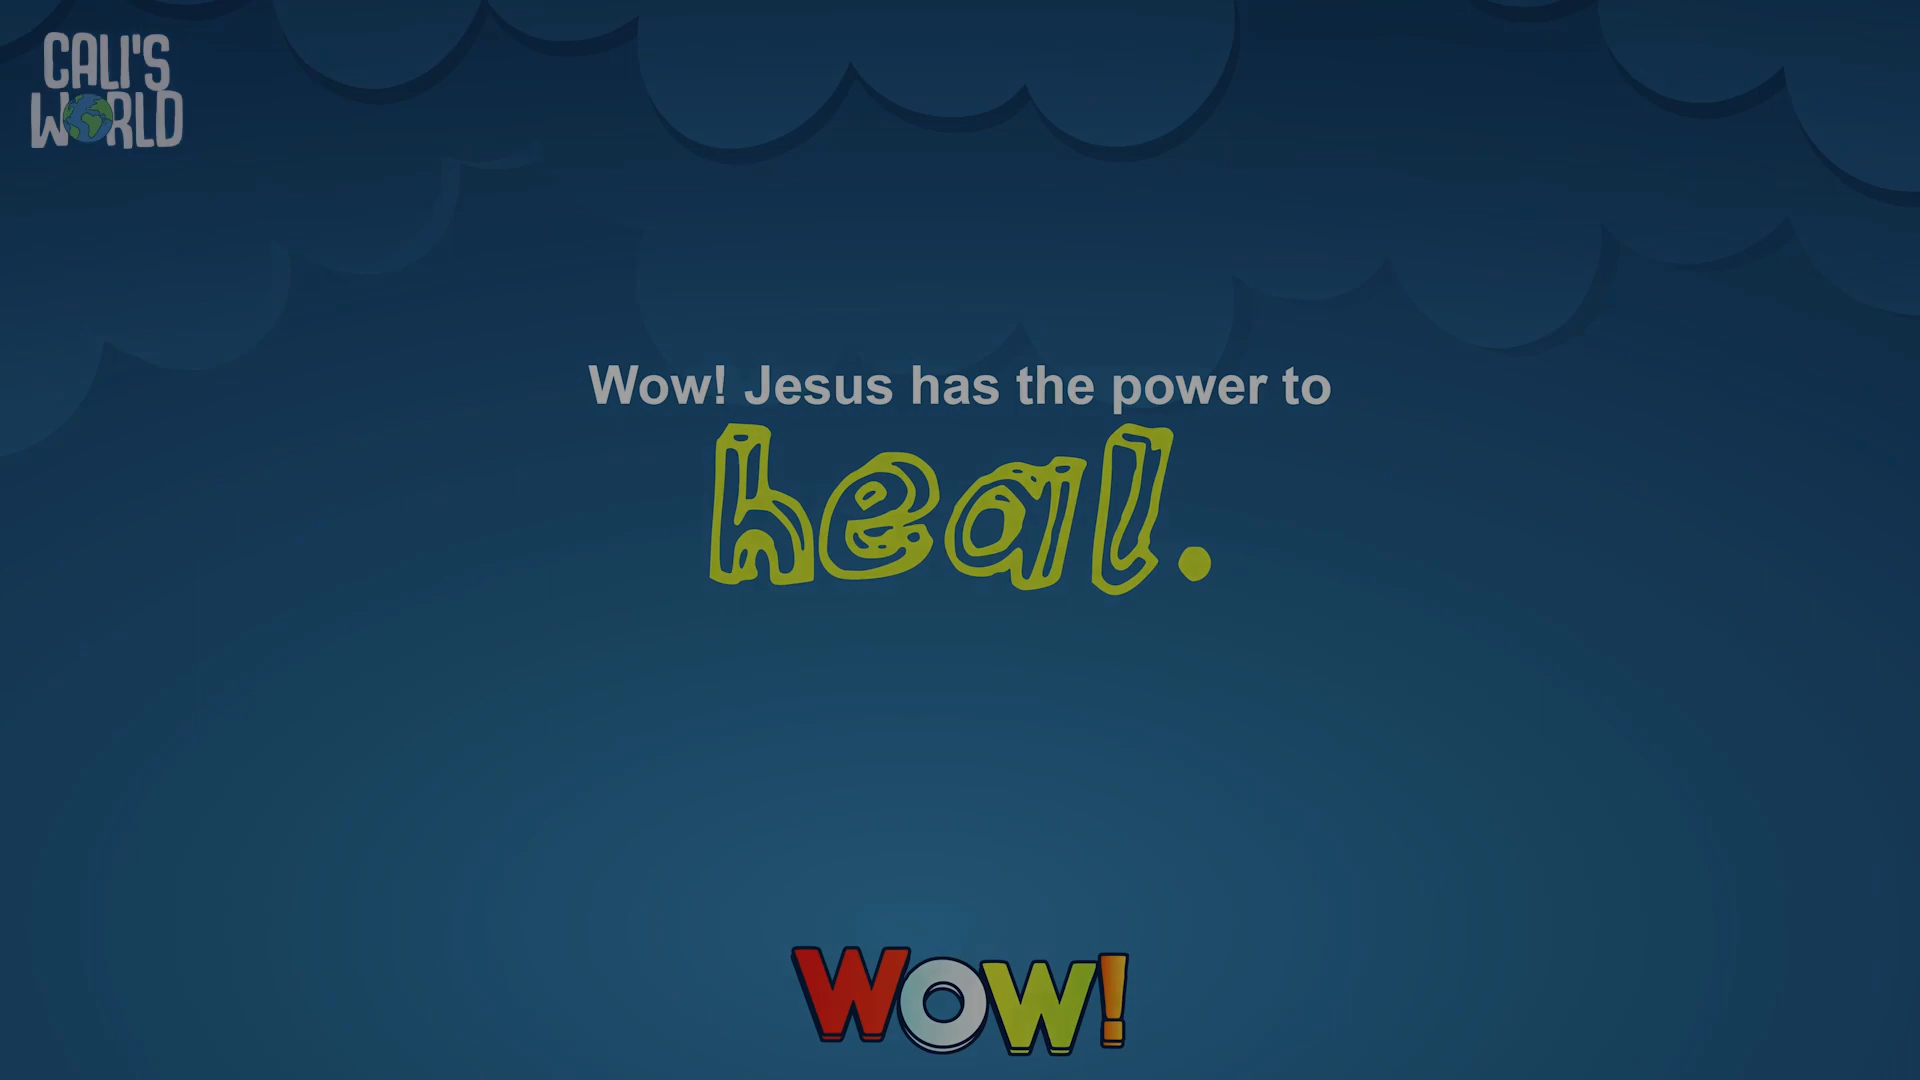 CALI'S
WORLD
Wow! Jesus has the power to
heal.
WOW!